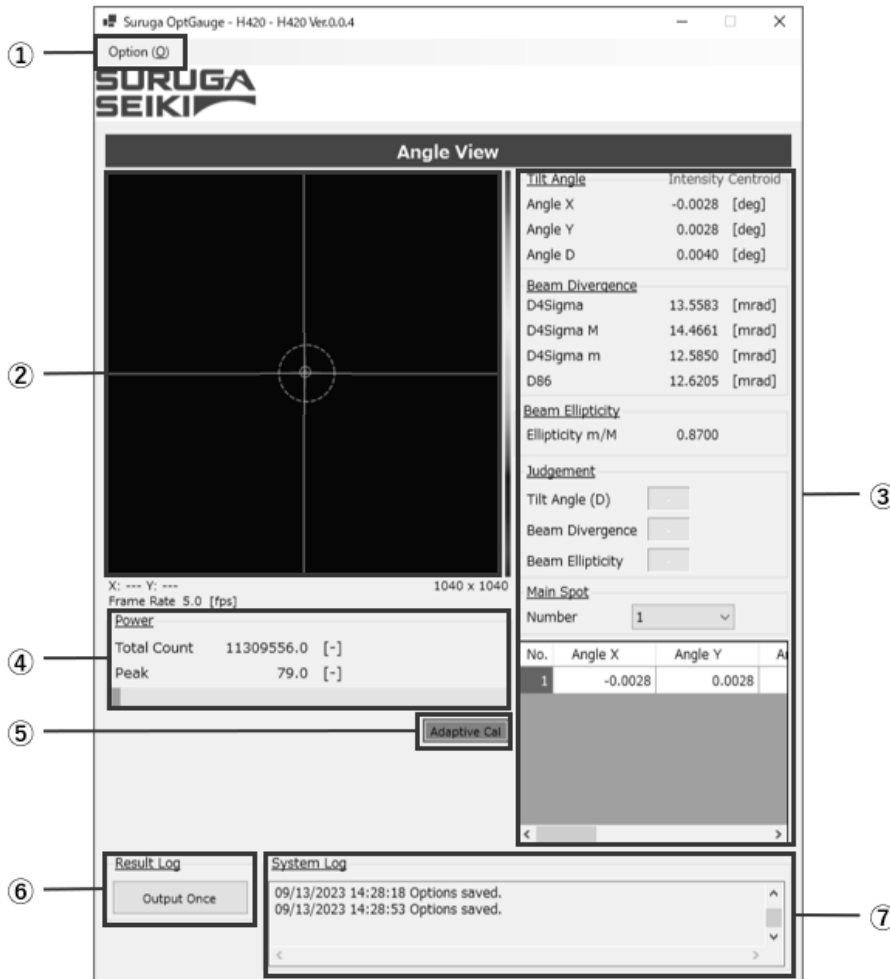 Suruga OptGauge - H420 - H420 Ver.0.0.4
① Option (O)
SURUGA
SEIKI
Angle View
②
③
Tilt Angle Intensity Centroid
Angle X -0.0028 [deg]
Angle Y 0.0028 [deg]
Angle D 0.0040 [deg]
Beam Divergence
D4Sigma 13.5583 [mrad]
D4Sigma M 14.4661 [mrad]
D4Sigma m 12.5850 [mrad]
D86 12.6205 [mrad]
Beam Ellipticity
Ellipticity m/M 0.8700
Judgement
Tilt Angle (D) -
Beam Divergence -
Beam Ellipticity -
Main Spot
Number 1
No. Angle X Angle Y A
1 -0.0028 0.0028
X: --- Y: --- 1040 x 1040
Frame Rate 5.0 [fps]
④
Power
Total Count 11309556.0 [-]
Peak 79.0 [-]
⑤ Adaptive Cal
⑥
Result Log
Output Once
System Log
09/13/2023 14:28:18 Options saved.
09/13/2023 14:28:53 Options saved.
⑦